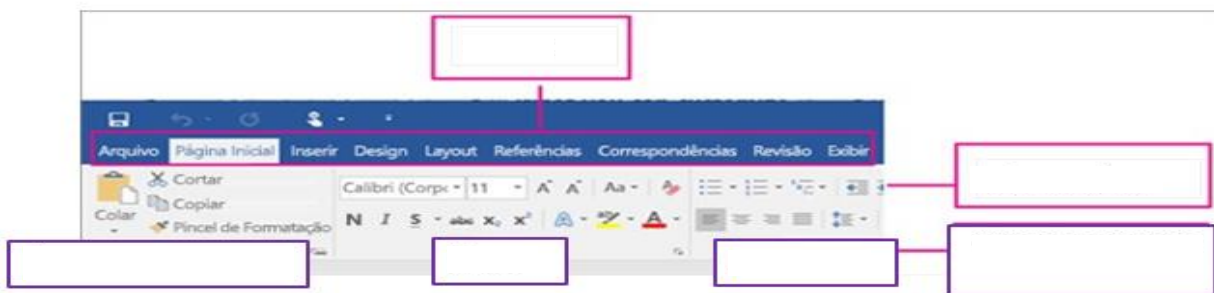 Arquivo Página Inicial Inserir Design Layout Referências Correspondências Revisão Exibir
Cortar
Calibri (Corpo 11 A A Aa
Copiar
Colar
Pincel de Formatação
N I S abc x₂ x² A aby A